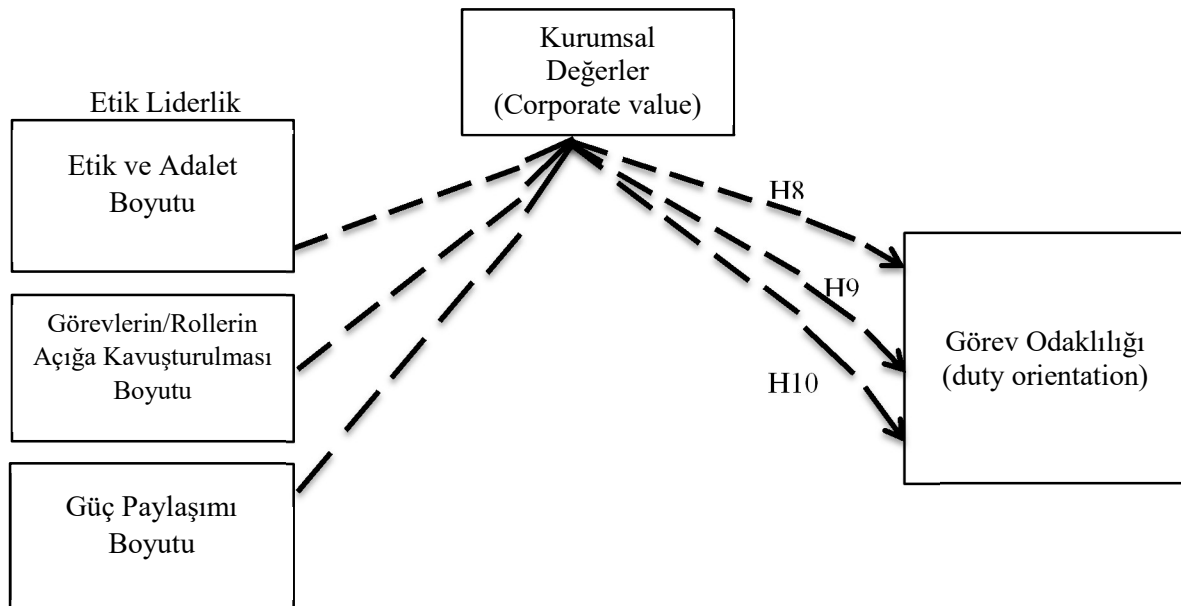 Kurumsal
Değerler
(Corporate value)
Etik Liderlik
Etik ve Adalet
Boyutu
Görevlerin/Rollerin
Açığa Kavuşturulması
Boyutu
Güç Paylaşımı
Boyutu
H8
H9
H10
Görev Odaklılığı
(duty orientation)